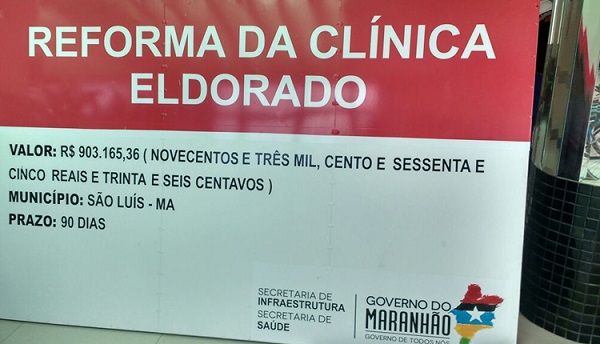 REFORMA DA CLÍNICA
ELDORADO
VALOR: R$ 903.165,36 ( NOVECENTOS E TRÊS MIL, CENTO E SESSENTA E
CINCO REAIS E TRINTA E SEIS CENTAVOS )
MUNICÍPIO: SÃO LUÍS - MA
PRAZO: 90 DIAS
SECRETARIA DE
INFRAESTRUTURA
SECRETARIA DE
SAÚDE
GOVERNO DO
MARANHÃO
GOVERNO DE TODOS NÓS